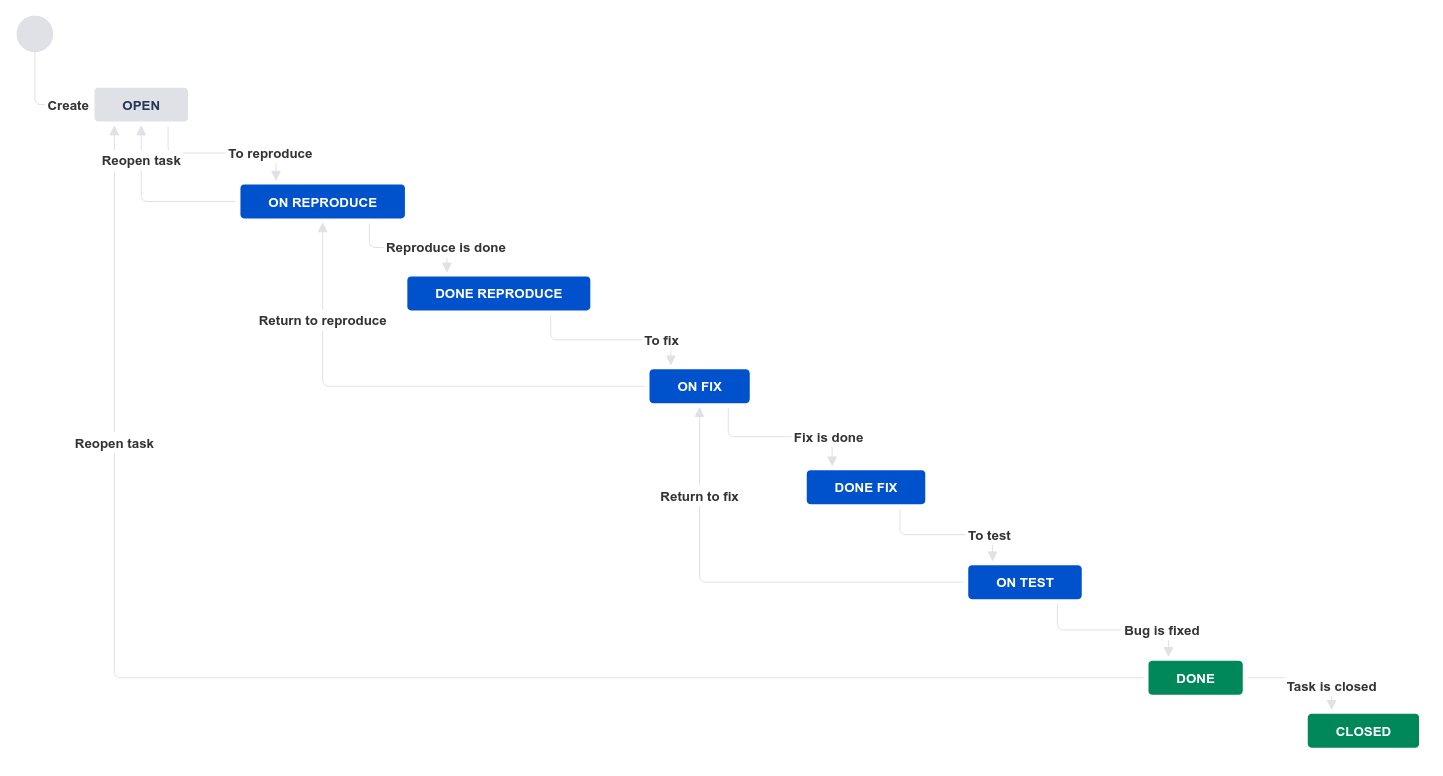 Create
OPEN
Reopen task
To reproduce
ON REPRODUCE
Reproduce is done
DONE REPRODUCE
Return to reproduce
To fix
ON FIX
Fix is done
Reopen task
DONE FIX
Return to fix
To test
ON TEST
Bug is fixed
DONE
Task is closed
CLOSED